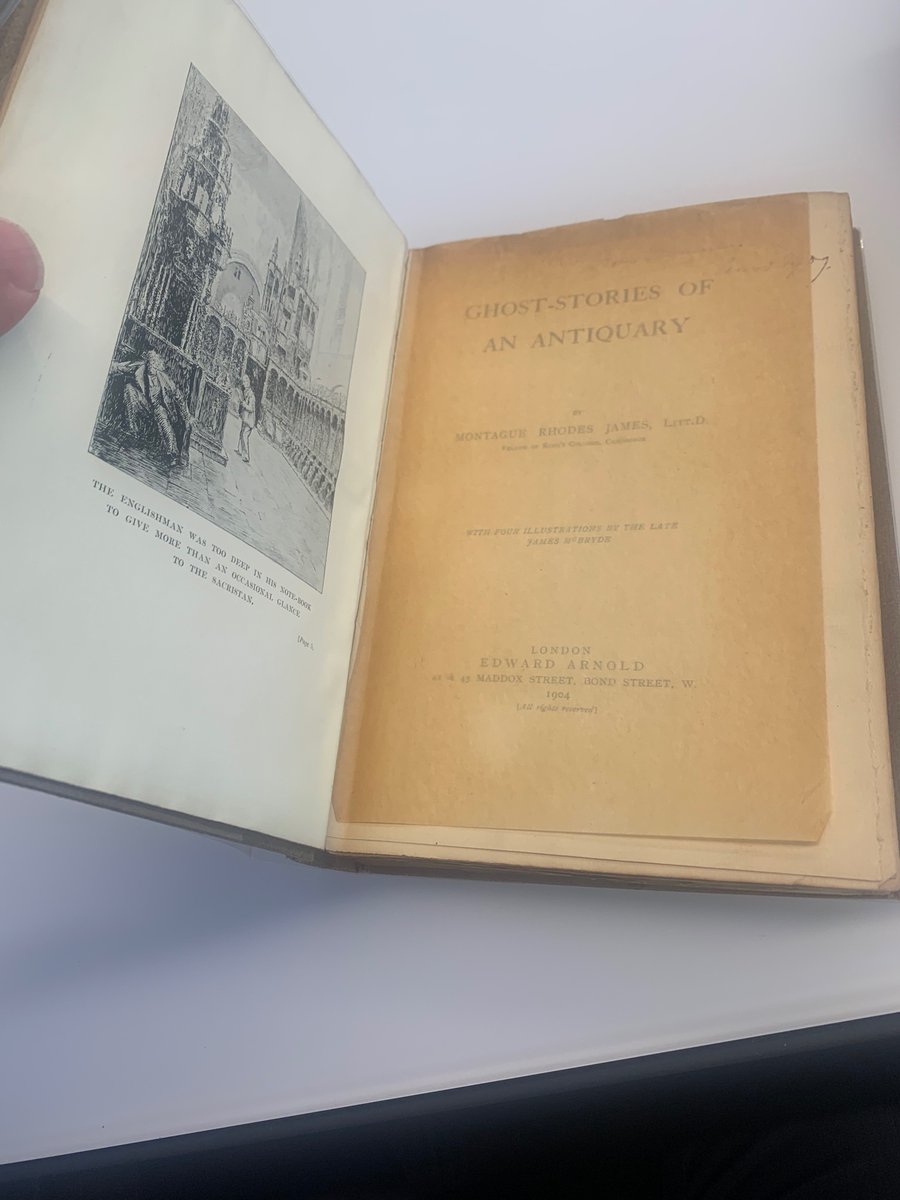 THE ENGLISHMAN WAS TOO DEEP IN HIS NOTE-BOOK
TO GIVE MORE THAN AN OCCASIONAL GLANCE
TO THE SACRISTAN.
[Page 5.
GHOST-STORIES OF
AN ANTIQUARY
BY
MONTAGUE RHODES JAMES, LITT.D.
FELLOW OF KING'S COLLEGE, CAMBRIDGE
WITH FOUR ILLUSTRATIONS BY THE LATE
JAMES McBRYDE
LONDON
EDWARD ARNOLD
& 43 MADDOX STREET, BOND STREET, W.
1904
[All rights reserved]